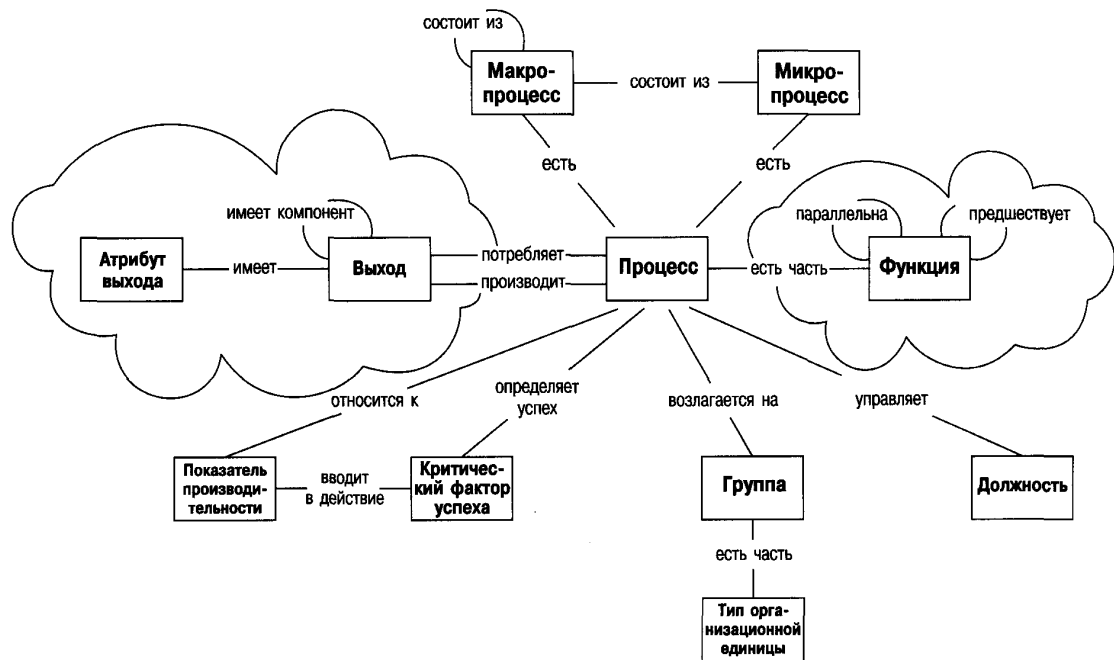 состоит из
Макро-
процесс
состоит из
Микро-
процесс
есть
есть
имеет компонент
параллельна
предшествует
Атрибут
выхода
имеет
Выход
потребляет
производит
Процесс
есть часть
Функция
относится к
определяет
успех
возлагается на
управляет
Показатель
производи-
тельности
вводит
в действие
Критичес-
кий фактор
успеха
Группа
Должность
есть часть
Тип орга-
низационной
единицы